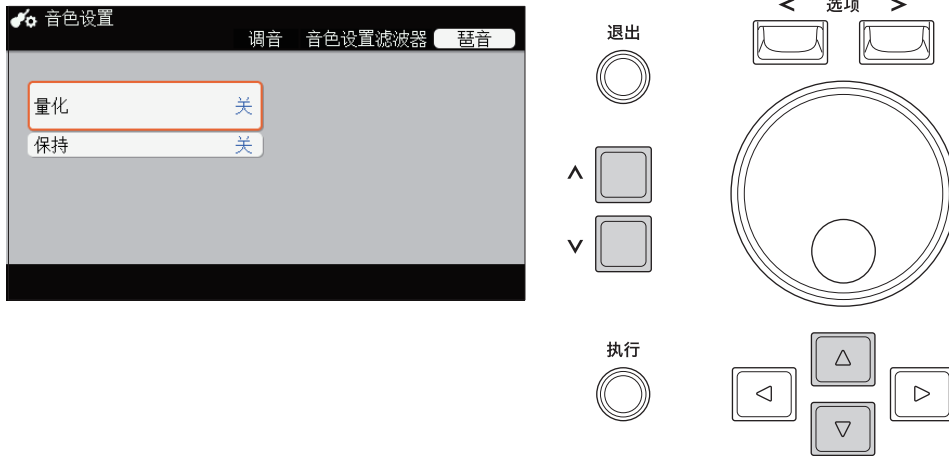 音色设置
调音 音色设置滤波器 琶音
量化 关
保持 关
< 选项 >
退出
∧
∨
执行